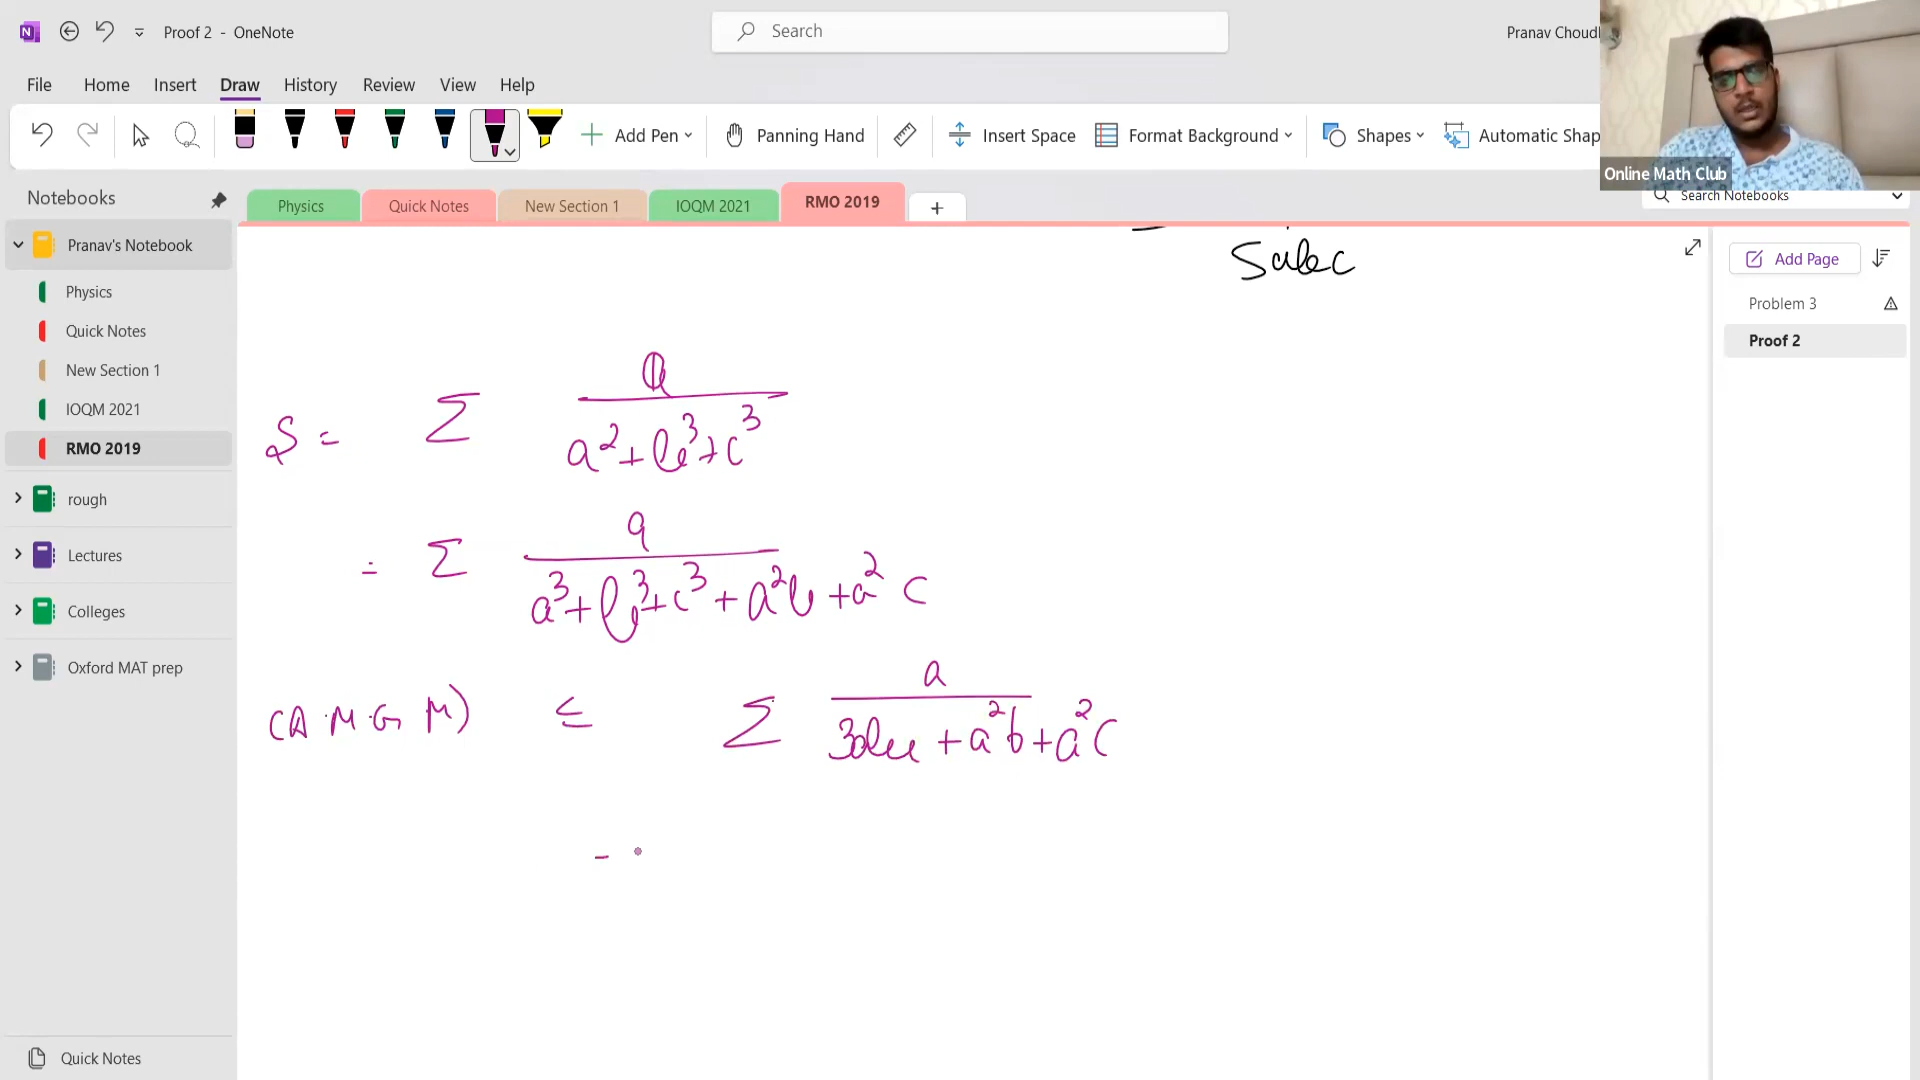 Proof 2 - OneNote
Search
Pranav Choud
File Home Insert Draw History Review View Help
Add Pen Panning Hand Insert Space Format Background Shapes Automatic Shap
Online Math Club
Notebooks
Physics Quick Notes New Section 1 IOQM 2021 RMO 2019 +
Search Notebooks
Pranav's Notebook
Physics
Quick Notes
New Section 1
IOQM 2021
RMO 2019
rough
Lectures
Colleges
Oxford MAT prep
Quick Notes
Add Page
Problem 3
Proof 2
5abc
S = Σ a / (a² + b³ + c³)
= Σ a / (a³ + b³ + c³ + a²b + a²c)
(A.M.G.M) ≤ Σ a / (3abc + a²b + a²c)